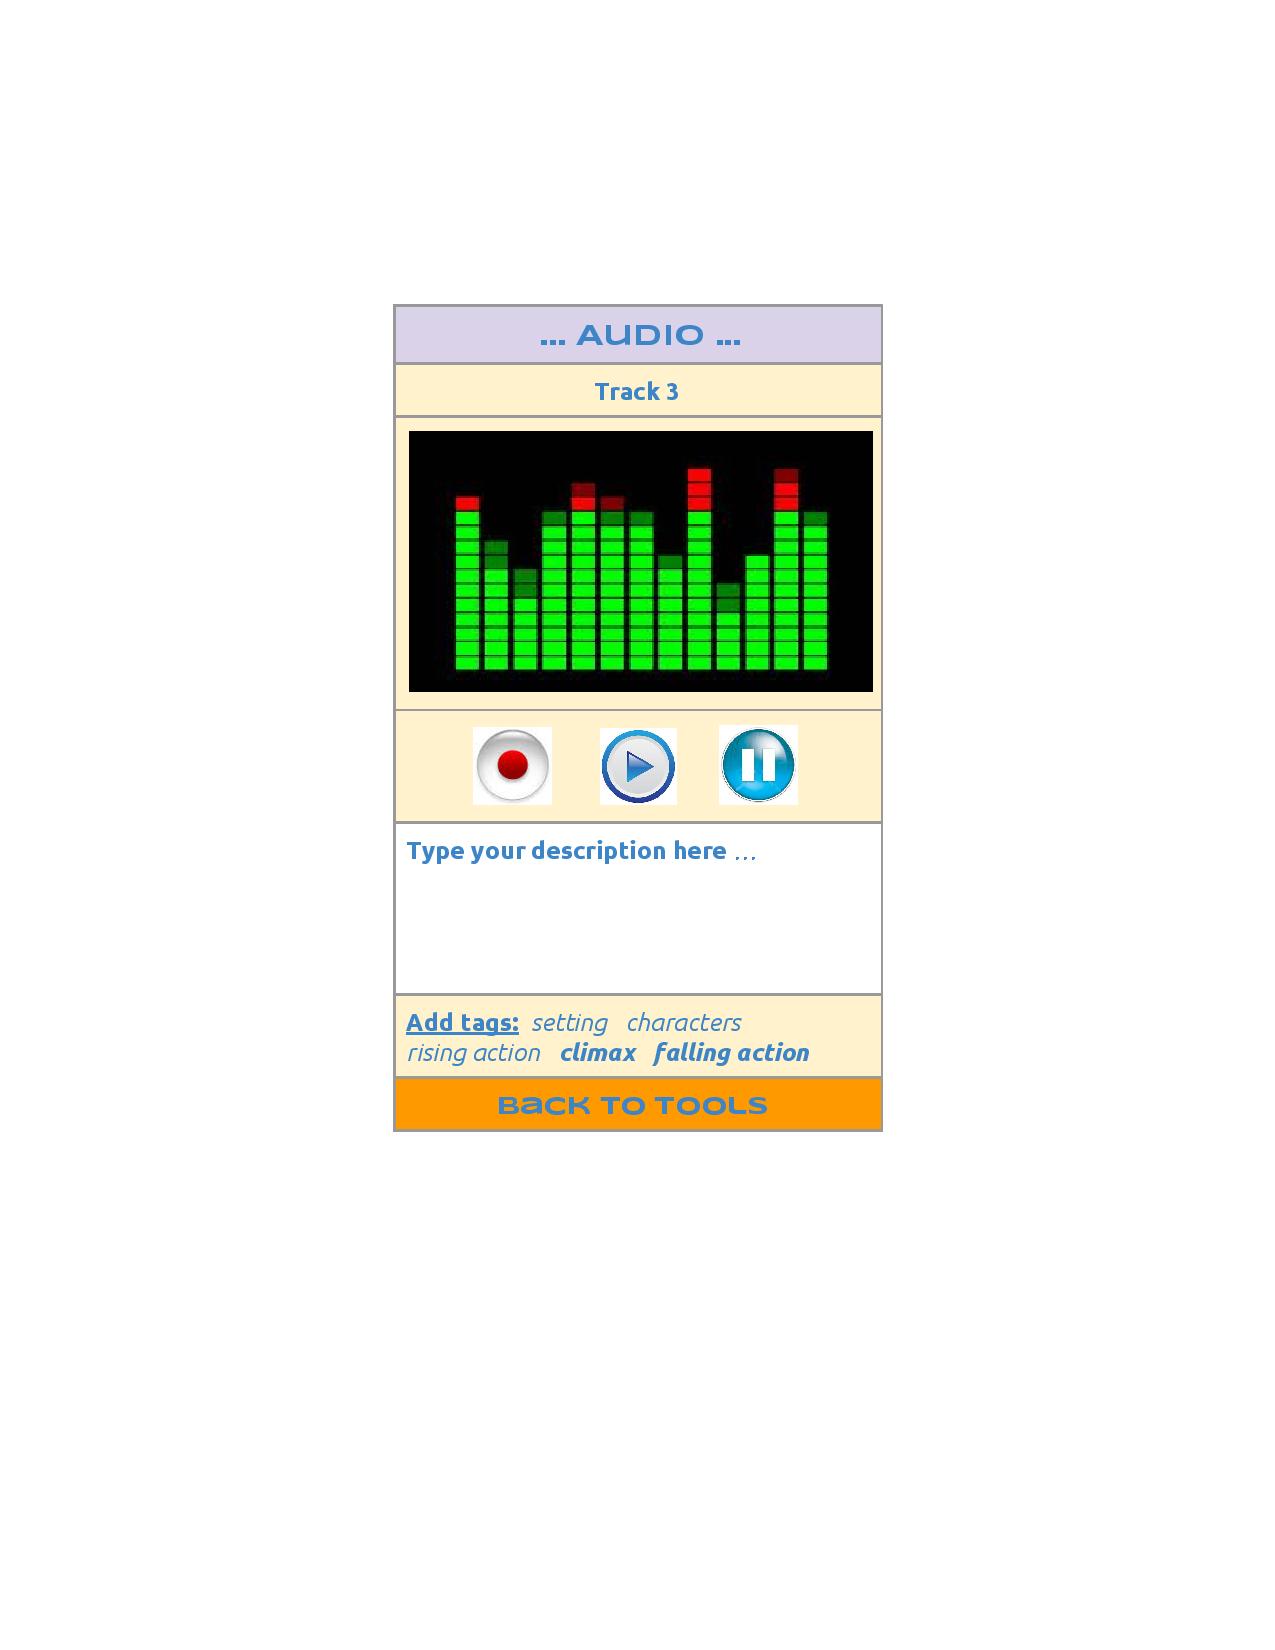 ... AUDIO ...
Track 3
Type your description here ...
Add tags: setting characters
rising action climax falling action
Back to Tools